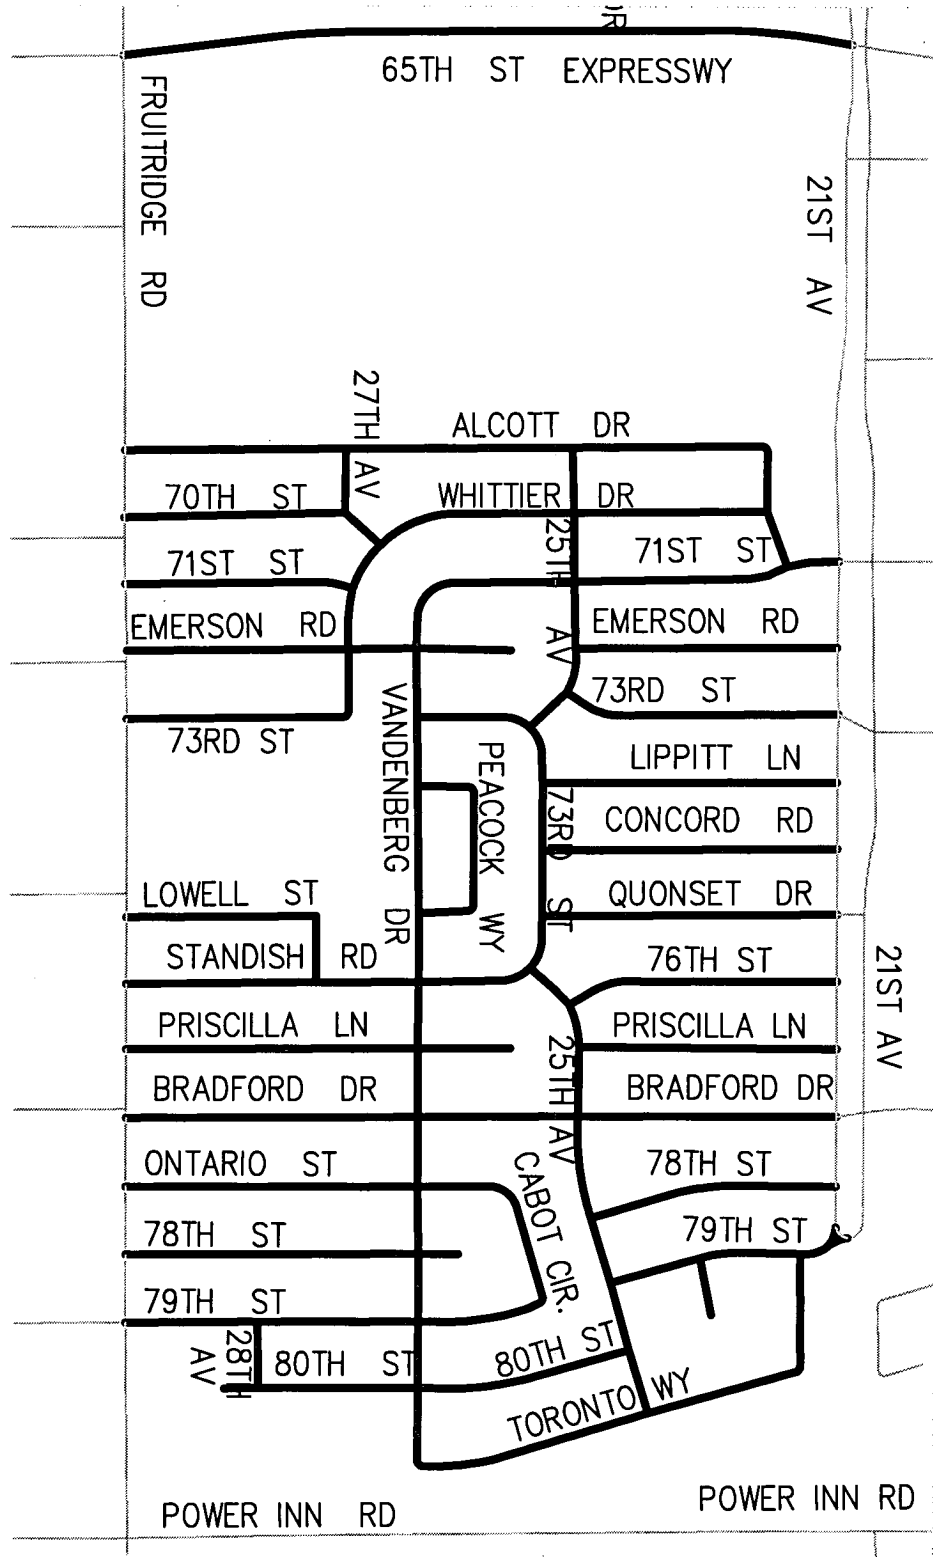 DR
65TH ST EXPRESSWY
FRUITRIDGE RD
21ST AV
27TH AV
ALCOTT DR
70TH ST
WHITTIER DR
25TH AV
71ST ST
71ST ST
EMERSON RD
EMERSON RD
73RD ST
73RD ST
VANDENBERG DR
PEACOCK WY
LIPPITT LN
73RD ST
CONCORD RD
LOWELL ST
QUONSET DR
STANDISH RD
76TH ST
21ST AV
PRISCILLA LN
PRISCILLA LN
25TH AV
BRADFORD DR
BRADFORD DR
ONTARIO ST
CABOT CIR.
78TH ST
78TH ST
79TH ST
79TH ST
28TH AV
80TH ST
80TH ST
TORONTO WY
POWER INN RD
POWER INN RD